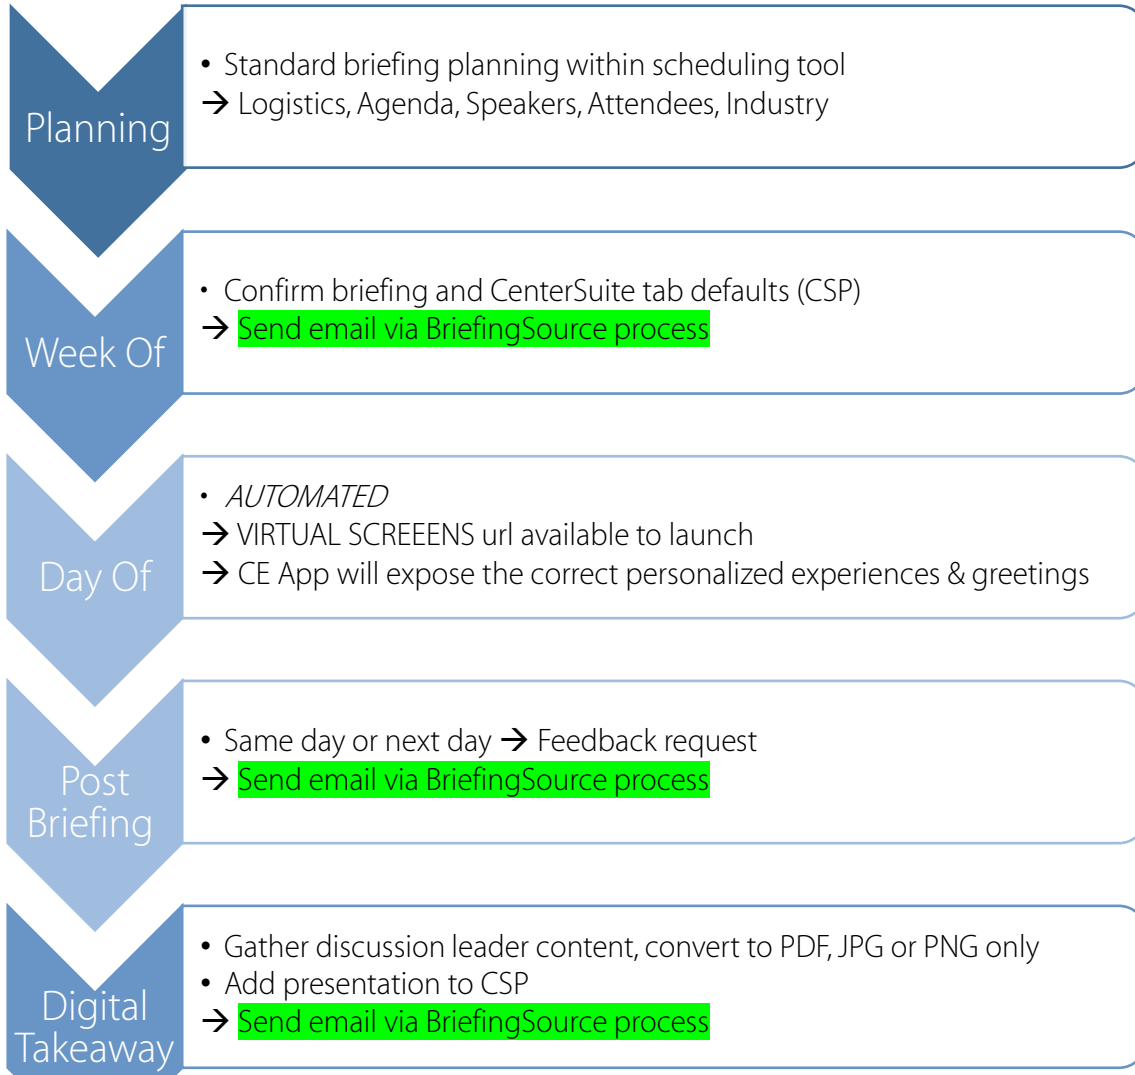 Planning
• Standard briefing planning within scheduling tool
→ Logistics, Agenda, Speakers, Attendees, Industry
Week Of
• Confirm briefing and CenterSuite tab defaults (CSP)
→ Send email via BriefingSource process
Day Of
• AUTOMATED
→ VIRTUAL SCREEENS url available to launch
→ CE App will expose the correct personalized experiences & greetings
Post
Briefing
• Same day or next day → Feedback request
→ Send email via BriefingSource process
Digital
Takeaway
• Gather discussion leader content, convert to PDF, JPG or PNG only
• Add presentation to CSP
→ Send email via BriefingSource process